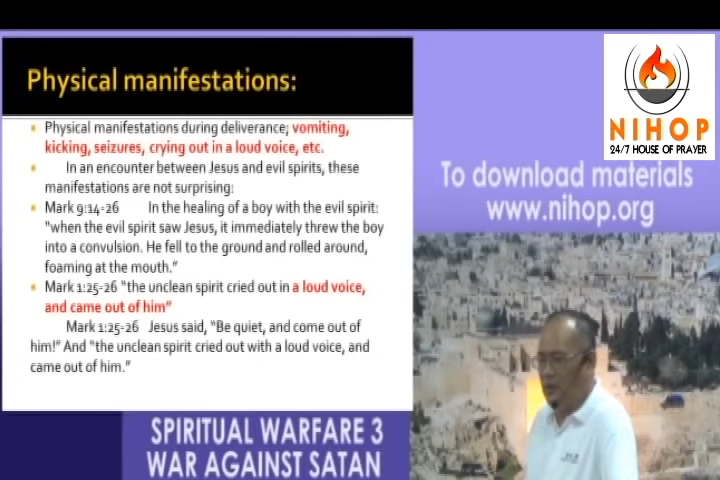 Physical manifestations:
Physical manifestations during deliverance; vomiting,
kicking, seizures, crying out in a loud voice, etc.
In an encounter between Jesus and evil spirits, these
manifestations are not surprising:
Mark 9:14-26 In the healing of a boy with the evil spirit:
"when the evil spirit saw Jesus, it immediately threw the boy
into a convulsion. He fell to the ground and rolled around,
foaming at the mouth."
Mark 1:25-26 "the unclean spirit cried out in a loud voice,
and came out of him"
Mark 1:25-26 Jesus said, "Be quiet, and come out of
him!" And "the unclean spirit cried out with a loud voice, and
came out of him."
NIHOP
24/7 HOUSE OF PRAYER
To download materials
www.nihop.org
SPIRITUAL WARFARE 3
WAR AGAINST SATAN